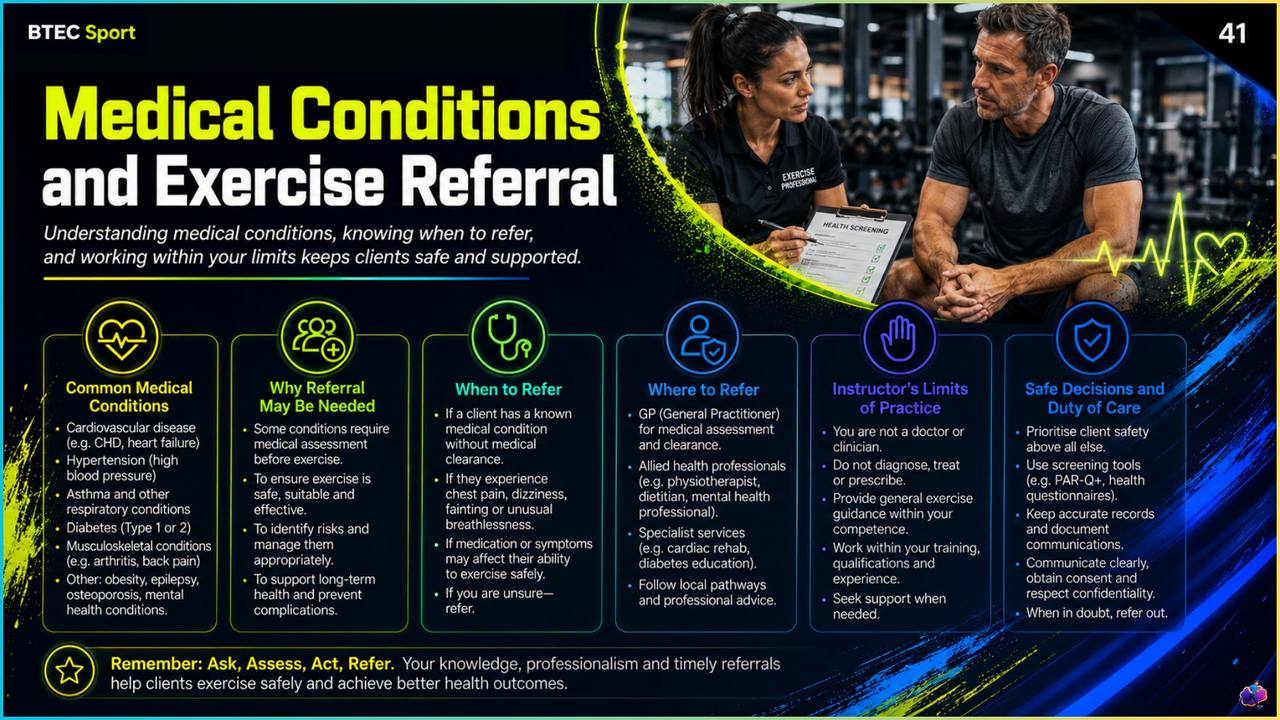 BTEC Sport
41
Medical Conditions
and Exercise Referral
Understanding medical conditions, knowing when to refer,
and working within your limits keeps clients safe and supported.
EXERCISE
PROFESSIONAL
HEALTH SCREENING
Common Medical
Conditions
• Cardiovascular disease
(e.g. CHD, heart failure)
• Hypertension (high
blood pressure)
• Asthma and other
respiratory conditions
• Diabetes (Type 1 or 2)
• Musculoskeletal conditions
(e.g. arthritis, back pain)
• Other: obesity, epilepsy,
osteoporosis, mental
health conditions.
Why Referral
May Be Needed
• Some conditions require
medical assessment
before exercise.
• To ensure exercise is
safe, suitable and
effective.
• To identify risks and
manage them
appropriately.
• To support long-term
health and prevent
complications.
When to Refer
• If a client has a known
medical condition
without medical
clearance.
• If they experience
chest pain, dizziness,
fainting or unusual
breathlessness.
• If medication or symptoms
may affect their ability
to exercise safely.
• If you are unsure—
refer.
Where to Refer
• GP (General Practitioner)
for medical assessment
and clearance.
• Allied health professionals
(e.g. physiotherapist,
dietitian, mental health
professional).
• Specialist services
(e.g. cardiac rehab,
diabetes education).
• Follow local pathways
and professional advice.
Instructor's Limits
of Practice
• You are not a doctor or
clinician.
• Do not diagnose, treat
or prescribe.
• Provide general exercise
guidance within your
competence.
• Work within your training,
qualifications and
experience.
• Seek support when
needed.
Safe Decisions and
Duty of Care
• Prioritise client safety
above all else.
• Use screening tools
(e.g. PAR-Q+, health
questionnaires).
• Keep accurate records
and document
communications.
• Communicate clearly,
obtain consent and
respect confidentiality.
• When in doubt, refer out.
Remember: Ask, Assess, Act, Refer. Your knowledge, professionalism and timely referrals
help clients exercise safely and achieve better health outcomes.